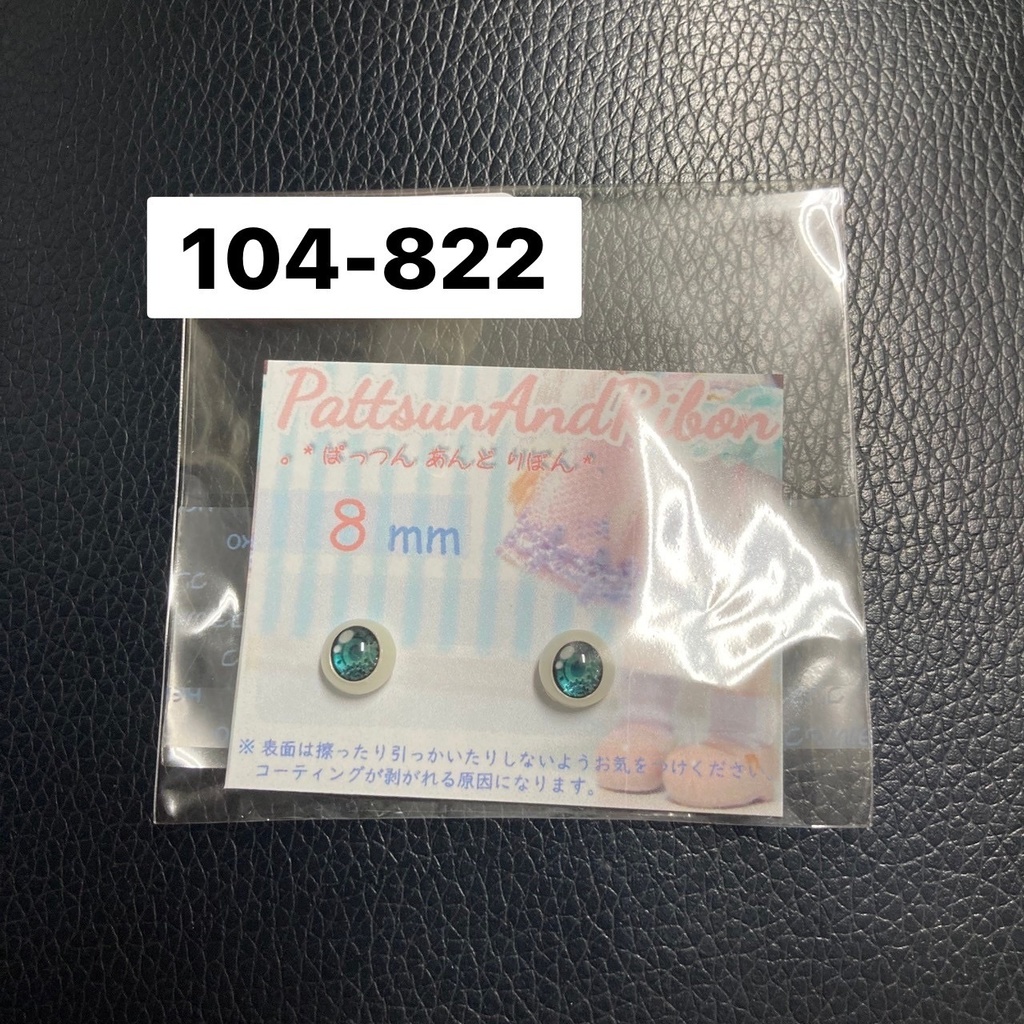 104-822
PattsunAndRibon
。*ぱっつん あんど りぼん*。
8 mm
※ 表面は擦ったり引っかいたりしないようお気をつけください。
コーティングが剥がれる原因になります。